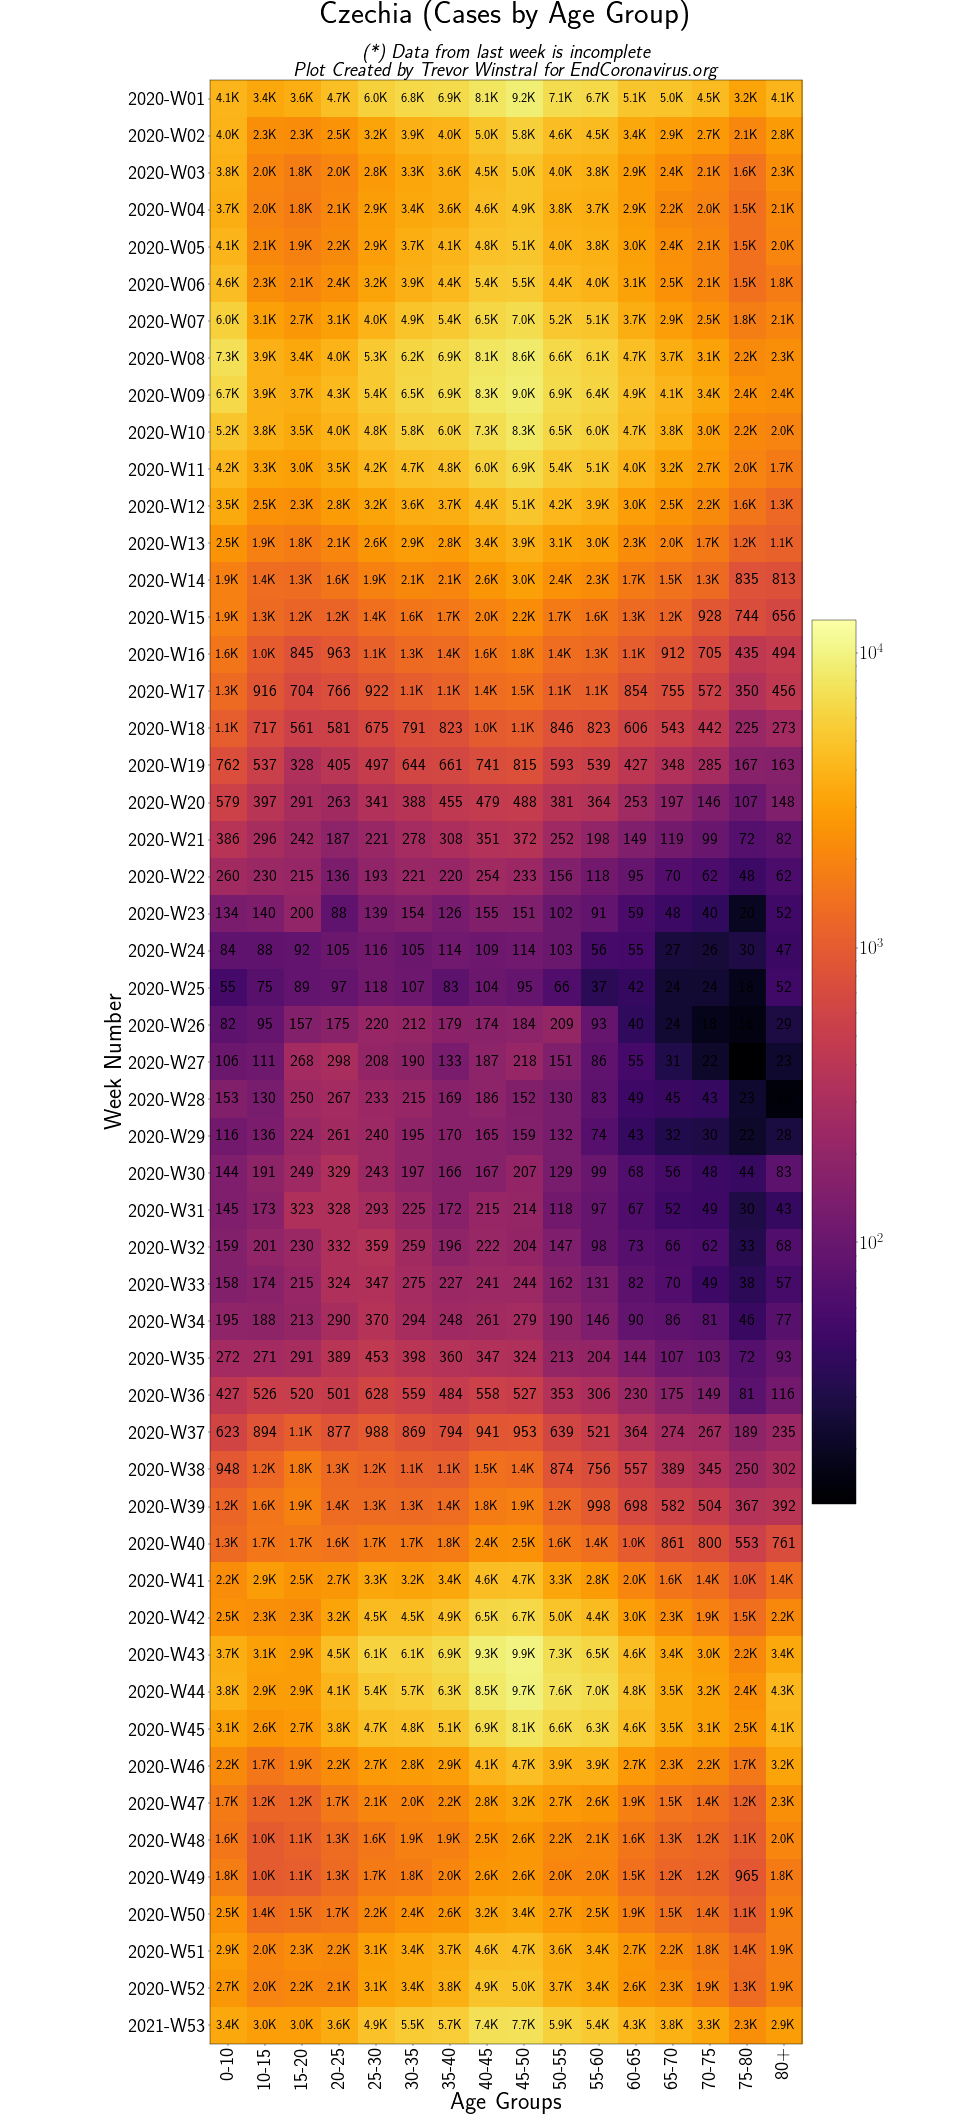 Czechia (Cases by Age Group)
(*) Data from last week is incomplete
Plot Created by Trevor Winstral for EndCoronavirus.org
2020-W01 4.1K 3.4K 3.6K 4.7K 6.0K 6.8K 6.9K 8.1K 9.2K 7.1K 6.7K 5.1K 5.0K 4.5K 3.2K 4.1K
2020-W02 4.0K 2.3K 2.3K 2.5K 3.2K 3.9K 4.0K 5.0K 5.8K 4.6K 4.5K 3.4K 2.9K 2.7K 2.1K 2.8K
2020-W03 3.8K 2.0K 1.8K 2.0K 2.8K 3.3K 3.6K 4.5K 5.0K 4.0K 3.8K 2.9K 2.4K 2.1K 1.6K 2.3K
2020-W04 3.7K 2.0K 1.8K 2.1K 2.9K 3.4K 3.6K 4.6K 4.9K 3.8K 3.7K 2.9K 2.2K 2.0K 1.5K 2.1K
2020-W05 4.1K 2.1K 1.9K 2.2K 2.9K 3.7K 4.1K 4.8K 5.1K 4.0K 3.8K 3.0K 2.4K 2.1K 1.5K 2.0K
2020-W06 4.6K 2.3K 2.1K 2.4K 3.2K 3.9K 4.4K 5.4K 5.5K 4.4K 4.0K 3.1K 2.5K 2.1K 1.5K 1.8K
2020-W07 6.0K 3.1K 2.7K 3.1K 4.0K 4.9K 5.4K 6.5K 7.0K 5.2K 5.1K 3.7K 2.9K 2.5K 1.8K 2.1K
2020-W08 7.3K 3.9K 3.4K 4.0K 5.3K 6.2K 6.9K 8.1K 8.6K 6.6K 6.1K 4.7K 3.7K 3.1K 2.2K 2.3K
2020-W09 6.7K 3.9K 3.7K 4.3K 5.4K 6.5K 6.9K 8.3K 9.0K 6.9K 6.4K 4.9K 4.1K 3.4K 2.4K 2.4K
2020-W10 5.2K 3.8K 3.5K 4.0K 4.8K 5.8K 6.0K 7.3K 8.3K 6.5K 6.0K 4.7K 3.8K 3.0K 2.2K 2.0K
2020-W11 4.2K 3.3K 3.0K 3.5K 4.2K 4.7K 4.8K 6.0K 6.9K 5.4K 5.1K 4.0K 3.2K 2.7K 2.0K 1.7K
2020-W12 3.5K 2.5K 2.3K 2.8K 3.2K 3.6K 3.7K 4.4K 5.1K 4.2K 3.9K 3.0K 2.5K 2.2K 1.6K 1.3K
2020-W13 2.5K 1.9K 1.8K 2.1K 2.6K 2.9K 2.8K 3.4K 3.9K 3.1K 3.0K 2.3K 2.0K 1.7K 1.2K 1.1K
2020-W14 1.9K 1.4K 1.3K 1.6K 1.9K 2.1K 2.1K 2.6K 3.0K 2.4K 2.3K 1.7K 1.5K 1.3K 835 813
2020-W15 1.9K 1.3K 1.2K 1.2K 1.4K 1.6K 1.7K 2.0K 2.2K 1.7K 1.6K 1.3K 1.2K 928 744 656
2020-W16 1.6K 1.0K 845 963 1.1K 1.3K 1.4K 1.6K 1.8K 1.4K 1.3K 1.1K 912 705 435 494
2020-W17 1.3K 916 704 766 922 1.1K 1.1K 1.4K 1.5K 1.1K 1.1K 854 755 572 350 456
2020-W18 1.1K 717 561 581 675 791 823 1.0K 1.1K 846 823 606 543 442 225 273
2020-W19 762 537 328 405 497 644 661 741 815 593 539 427 348 285 167 163
2020-W20 579 397 291 263 341 388 455 479 488 381 364 253 197 146 107 148
2020-W21 386 296 242 187 221 278 308 351 372 252 198 149 119 99 72 82
2020-W22 260 230 215 136 193 221 220 254 233 156 118 95 70 62 48 62
2020-W23 134 140 200 88 139 154 126 155 151 102 91 59 48 40 20 52
2020-W24 84 88 92 105 116 105 114 109 114 103 56 55 27 26 30 47
2020-W25 55 75 89 97 118 107 83 104 95 66 37 42 24 24 18 52
2020-W26 82 95 157 175 220 212 179 174 184 209 93 40 24 29
2020-W27 106 111 268 298 208 190 133 187 218 151 86 55 31 22 23
2020-W28 153 130 250 267 233 215 169 186 152 130 83 49 45 43 23
2020-W29 116 136 224 261 240 195 170 165 159 132 74 43 32 30 22 28
2020-W30 144 191 249 329 243 197 166 167 207 129 99 68 56 48 44 83
2020-W31 145 173 323 328 293 225 172 215 214 118 97 67 52 49 30 43
2020-W32 159 201 230 332 359 259 196 222 204 147 98 73 66 62 33 68
2020-W33 158 174 215 324 347 275 227 241 244 162 131 82 70 49 38 57
2020-W34 195 188 213 290 370 294 248 261 279 190 146 90 86 81 46 77
2020-W35 272 271 291 389 453 398 360 347 324 213 204 144 107 103 72 93
2020-W36 427 526 520 501 628 559 484 558 527 353 306 230 175 149 81 116
2020-W37 623 894 1.1K 877 988 869 794 941 953 639 521 364 274 267 189 235
2020-W38 948 1.2K 1.8K 1.3K 1.2K 1.1K 1.1K 1.5K 1.4K 874 756 557 389 345 250 302
2020-W39 1.2K 1.6K 1.9K 1.4K 1.3K 1.3K 1.4K 1.8K 1.9K 1.2K 998 698 582 504 367 392
2020-W40 1.3K 1.7K 1.7K 1.6K 1.7K 1.7K 1.8K 2.4K 2.5K 1.6K 1.4K 1.0K 861 800 553 761
2020-W41 2.2K 2.9K 2.5K 2.7K 3.3K 3.2K 3.4K 4.6K 4.7K 3.3K 2.8K 2.0K 1.6K 1.4K 1.0K 1.4K
2020-W42 2.5K 2.3K 2.3K 3.2K 4.5K 4.5K 4.9K 6.5K 6.7K 5.0K 4.4K 3.0K 2.3K 1.9K 1.5K 2.2K
2020-W43 3.7K 3.1K 2.9K 4.5K 6.1K 6.1K 6.9K 9.3K 9.9K 7.3K 6.5K 4.6K 3.4K 3.0K 2.2K 3.4K
2020-W44 3.8K 2.9K 2.9K 4.1K 5.4K 5.7K 6.3K 8.5K 9.7K 7.6K 7.0K 4.8K 3.5K 3.2K 2.4K 4.3K
2020-W45 3.1K 2.6K 2.7K 3.8K 4.7K 4.8K 5.1K 6.9K 8.1K 6.6K 6.3K 4.6K 3.5K 3.1K 2.5K 4.1K
2020-W46 2.2K 1.7K 1.9K 2.2K 2.7K 2.8K 2.9K 4.1K 4.7K 3.9K 3.9K 2.7K 2.3K 2.2K 1.7K 3.2K
2020-W47 1.7K 1.2K 1.2K 1.7K 2.1K 2.0K 2.2K 2.8K 3.2K 2.7K 2.6K 1.9K 1.5K 1.4K 1.2K 2.3K
2020-W48 1.6K 1.0K 1.1K 1.3K 1.6K 1.9K 1.9K 2.5K 2.6K 2.2K 2.1K 1.6K 1.3K 1.2K 1.1K 2.0K
2020-W49 1.8K 1.0K 1.1K 1.3K 1.7K 1.8K 2.0K 2.6K 2.6K 2.0K 2.0K 1.5K 1.2K 1.2K 965 1.8K
2020-W50 2.5K 1.4K 1.5K 1.7K 2.2K 2.4K 2.6K 3.2K 3.4K 2.7K 2.5K 1.9K 1.5K 1.4K 1.1K 1.9K
2020-W51 2.9K 2.0K 2.3K 2.2K 3.1K 3.4K 3.7K 4.6K 4.7K 3.6K 3.4K 2.7K 2.2K 1.8K 1.4K 1.9K
2020-W52 2.7K 2.0K 2.2K 2.1K 3.1K 3.4K 3.8K 4.9K 5.0K 3.7K 3.4K 2.6K 2.3K 1.9K 1.3K 1.9K
2021-W53 3.4K 3.0K 3.0K 3.6K 4.9K 5.5K 5.7K 7.4K 7.7K 5.9K 5.4K 4.3K 3.8K 3.3K 2.3K 2.9K
0-10 10-15 15-20 20-25 25-30 30-35 35-40 40-45 45-50 50-55 55-60 60-65 65-70 70-75 75-80 80+
Age Groups
Week Number
10⁴
10³
10²